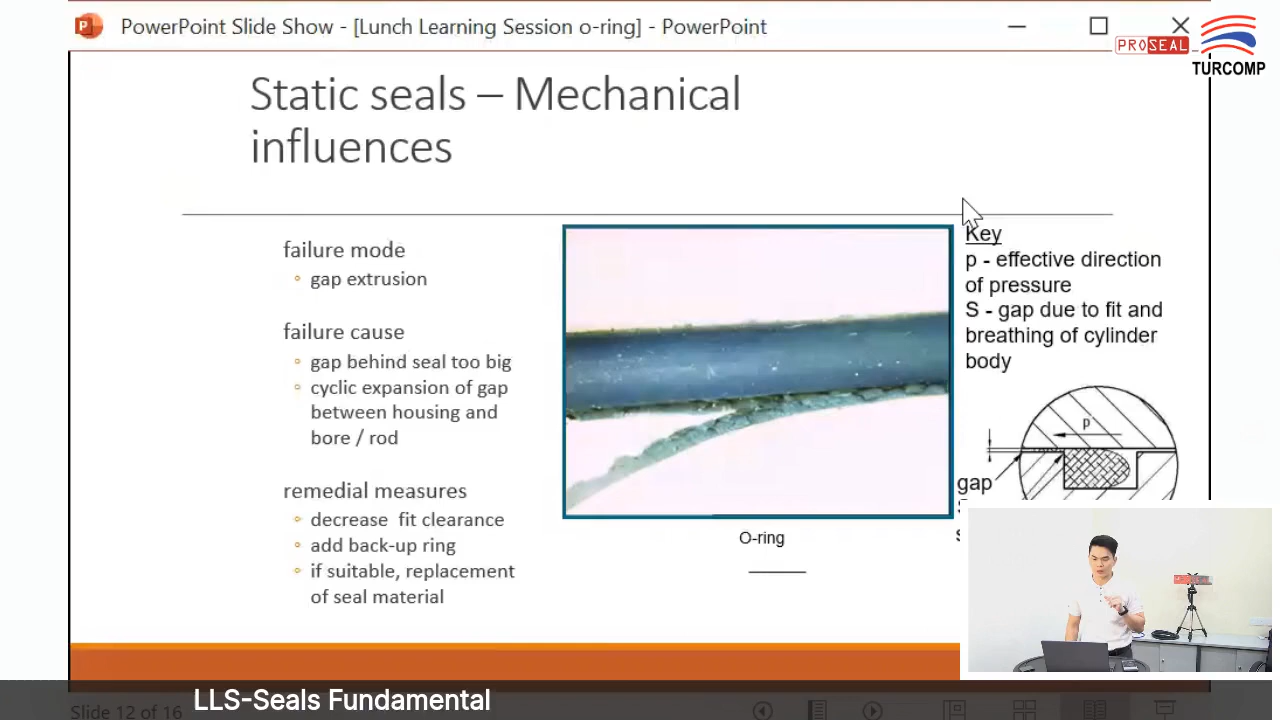 PowerPoint Slide Show - [Lunch Learning Session o-ring] - PowerPoint
PROSEAL
TURCOMP
Static seals – Mechanical
influences
failure mode
gap extrusion
failure cause
gap behind seal too big
cyclic expansion of gap
between housing and
bore / rod
remedial measures
decrease fit clearance
add back-up ring
if suitable, replacement
of seal material
O-ring
Key
p - effective direction
of pressure
S - gap due to fit and
breathing of cylinder
body
p
gap
LLS-Seals Fundamental
Slide 12 of 16